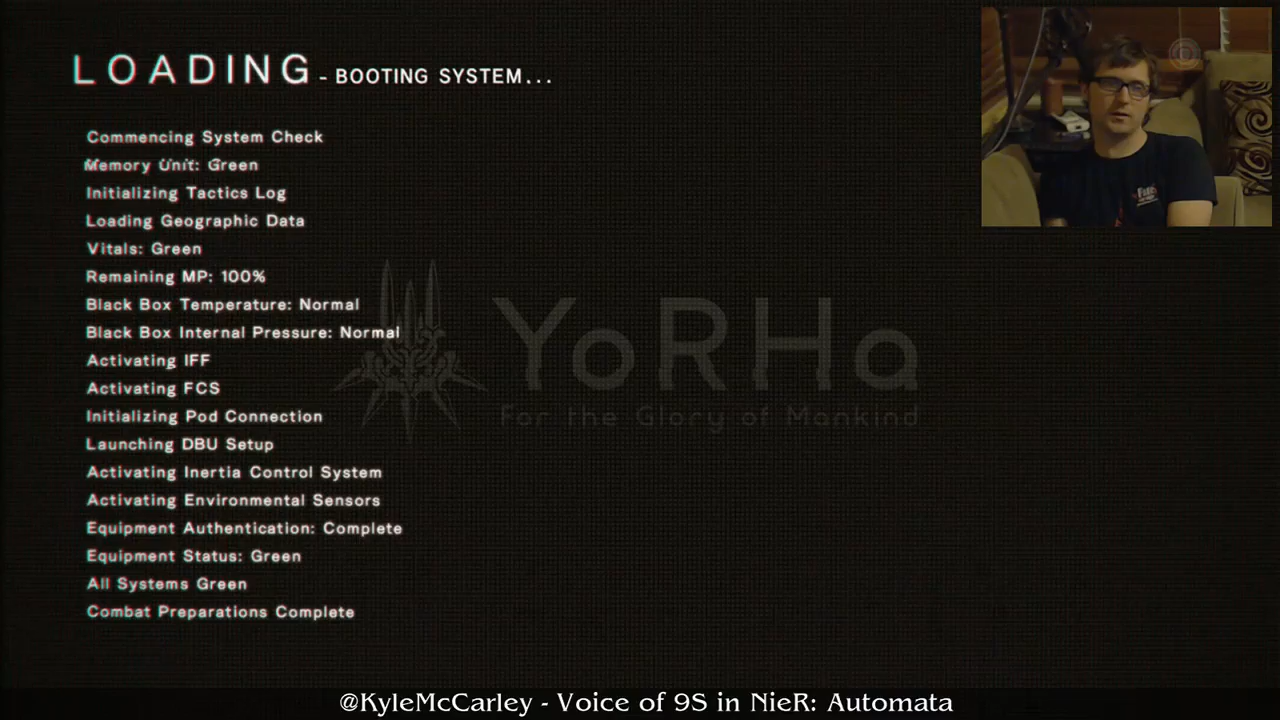 LOADING - BOOTING SYSTEM...
Commencing System Check
Memory Unit: Green
Initializing Tactics Log
Loading Geographic Data
Vitals: Green
Remaining MP: 100%
Black Box Temperature: Normal
Black Box Internal Pressure: Normal
Activating IFF
Activating FCS
Initializing Pod Connection
Launching DBU Setup
Activating Inertia Control System
Activating Environmental Sensors
Equipment Authentication: Complete
Equipment Status: Green
All Systems Green
Combat Preparations Complete
YoRHa
For the Glory of Mankind
@KyleMcCarley - Voice of 9S in NieR: Automata